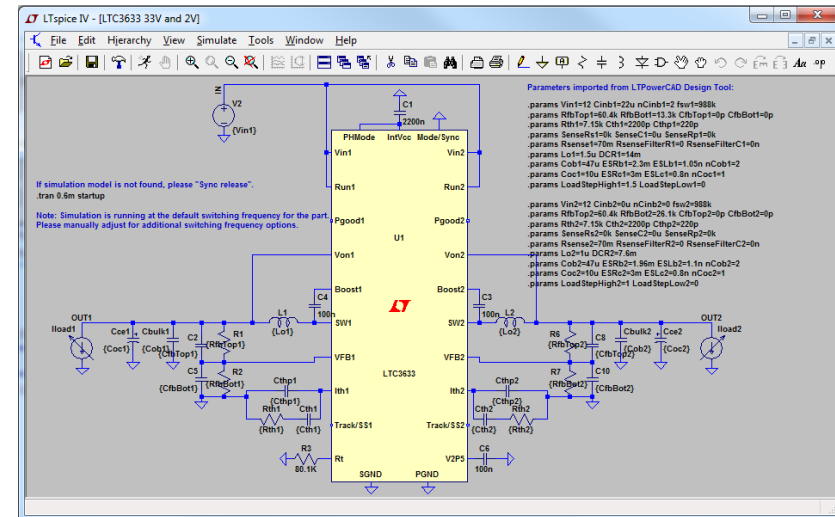 LTspice IV - [LTC3633 33V and 2V]
File Edit Hierarchy View Simulate Tools Window Help
Parameters imported from LTPowerCAD Design Tool:
.params Vin1=12 Cinb1=22u nCinb1=2 fsw1=988k
.params RfbTop1=60.4k RfbBot1=13.3k CfbTop1=0p CfbBot1=0p
.params Rth1=7.15k Cth1=2200p Cthp1=220p
.params SenseRs1=0k SenseC1=0u SenseRp1=0k
.params Rsense1=70m RsenseFilterR1=0 RsenseFilterC1=0n
.params Lo1=1.5u DCR1=14m
.params Cob1=47u ESRb1=2.3m ESLb1=1.05n nCob1=2
.params Coc1=10u ESRc1=3m ESLc1=0.8n nCoc1=1
.params LoadStepHigh1=1.5 LoadStepLow1=0
.params Vin2=12 Cinb2=0u nCinb2=0 fsw2=988k
.params RfbTop2=60.4k RfbBot2=26.1k CfbTop2=0p CfbBot2=0p
.params Rth2=7.15k Cth2=2200p Cthp2=220p
.params SenseRs2=0k SenseC2=0u SenseRp2=0k
.params Rsense2=70m RsenseFilterR2=0 RsenseFilterC2=0n
.params Lo2=1u DCR2=7.6m
.params Cob2=47u ESRb2=1.96m ESLb2=1.1n nCob2=2
.params Coc2=10u ESRc2=3m ESLc2=0.8n nCoc2=1
.params LoadStepHigh2=1 LoadStepLow2=0
IN
V2
{Vin1}
C1
2200n
PHMode IntVcc Mode/Sync
Vin1 Vin2
Run1 Run2
If simulation model is not found, please "Sync release".
.tran 0.6m startup
Note: Simulation is running at the default switching frequency for the part.
Please manually adjust for additional switching frequency options.
Pgood1 Pgood2
U1
Von1 Von2
Boost1 Boost2
C4
100n
C3
100n
SW1 SW2
L1
{Lo1}
L2
{Lo2}
OUT1
Iload1
Cce1
{Coc1}
Cbulk1
{Cob1}
C2
{CfbTop1}
R1
{RfbTop1}
C5
{CfbBot1}
R2
{RfbBot1}
VFB1 VFB2
LTC3633
Cthp1
{Cthp1}
Rth1
{Rth1}
Cth1
{Cth1}
Ith1 Ith2
Track/SS1 Track/SS2
R3
80.1K
Rt V2P5
SGND PGND
C6
100n
Cthp2
{Cthp2}
Cth2
{Cth2}
Rth2
{Rth2}
R6
{RfbTop2}
C8
{CfbTop2}
R7
{RfbBot2}
C10
{CfbBot2}
Cbulk2
{Cob2}
Cce2
{Coc2}
OUT2
Iload2